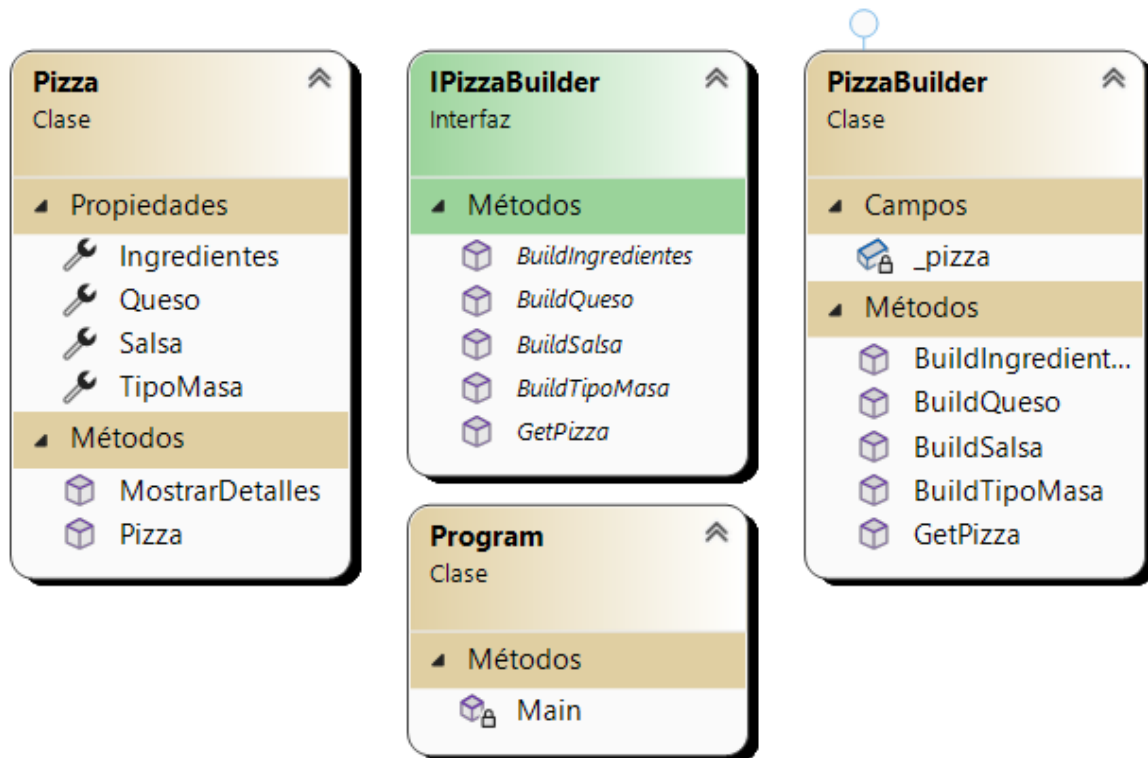 Pizza
Clase
Propiedades
Ingredientes
Queso
Salsa
TipoMasa
Métodos
MostrarDetalles
Pizza
IPizzaBuilder
Interfaz
Métodos
BuildIngredientes
BuildQueso
BuildSalsa
BuildTipoMasa
GetPizza
Program
Clase
Métodos
Main
PizzaBuilder
Clase
Campos
_pizza
Métodos
BuildIngredient...
BuildQueso
BuildSalsa
BuildTipoMasa
GetPizza